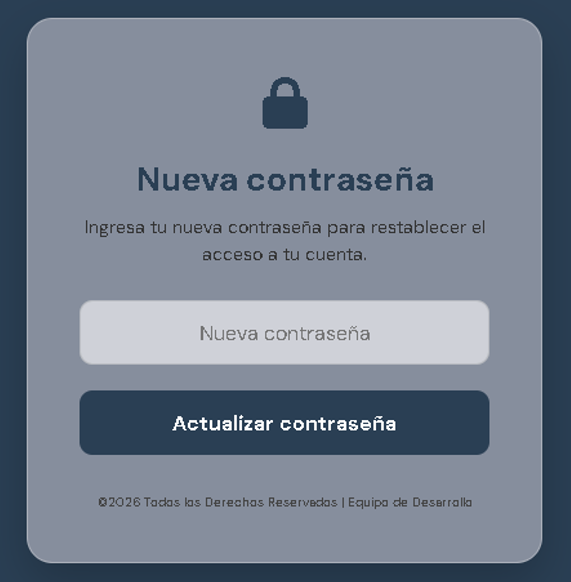 Nueva contraseña
Ingresa tu nueva contraseña para restablecer el
acceso a tu cuenta.
Nueva contraseña
Actualizar contraseña
©2026 Todos los Derechos Reservados | Equipo de Desarrollo